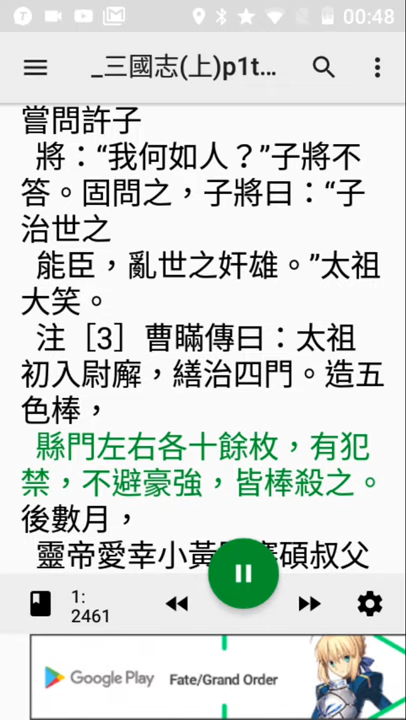 00:48
_三國志(上)p1t...
嘗問許子
將：“我何如人？”子將不
答。固問之，子將曰：“子
治世之
能臣，亂世之奸雄。”太祖
大笑。
注［3］曹瞞傳曰：太祖
初入尉廨，繕治四門。造五
色棒，
縣門左右各十餘枚，有犯
禁，不避豪強，皆棒殺之。
後數月，
靈帝愛幸小黃碩叔父
1:
2461
Google Play
Fate/Grand Order